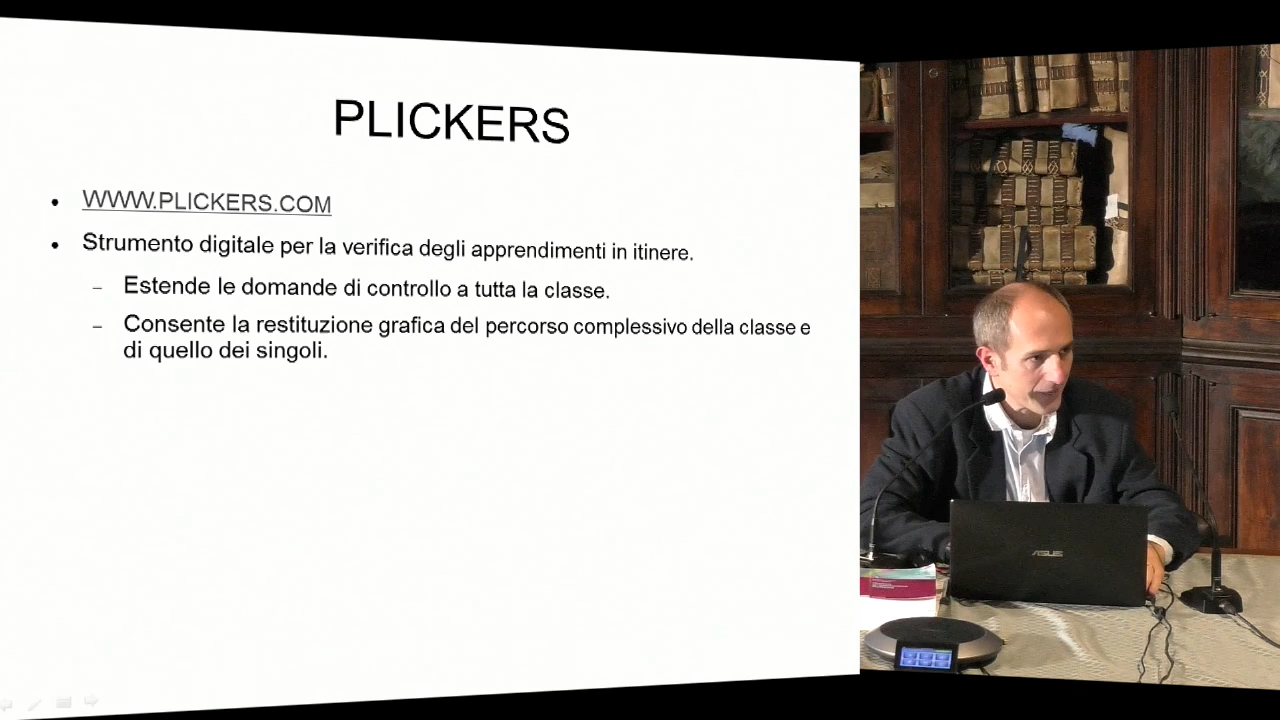 PLICKERS
WWW.PLICKERS.COM
Strumento digitale per la verifica degli apprendimenti in itinere.
Estende le domande di controllo a tutta la classe.
Consente la restituzione grafica del percorso complessivo della classe e
di quello dei singoli.
ASUS